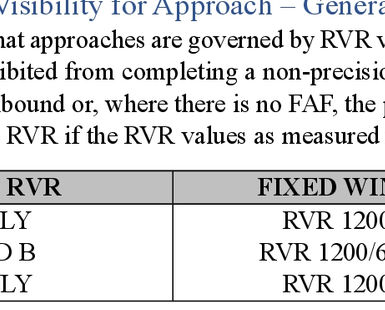 Visibility for Approach – Genera
hat approaches are governed by RVR v
ibited from completing a non-precisio
nbound or, where there is no FAF, the p
RVR if the RVR values as measured
RVR FIXED WIN
LY RVR 1200
D B RVR 1200/6
LY RVR 1200